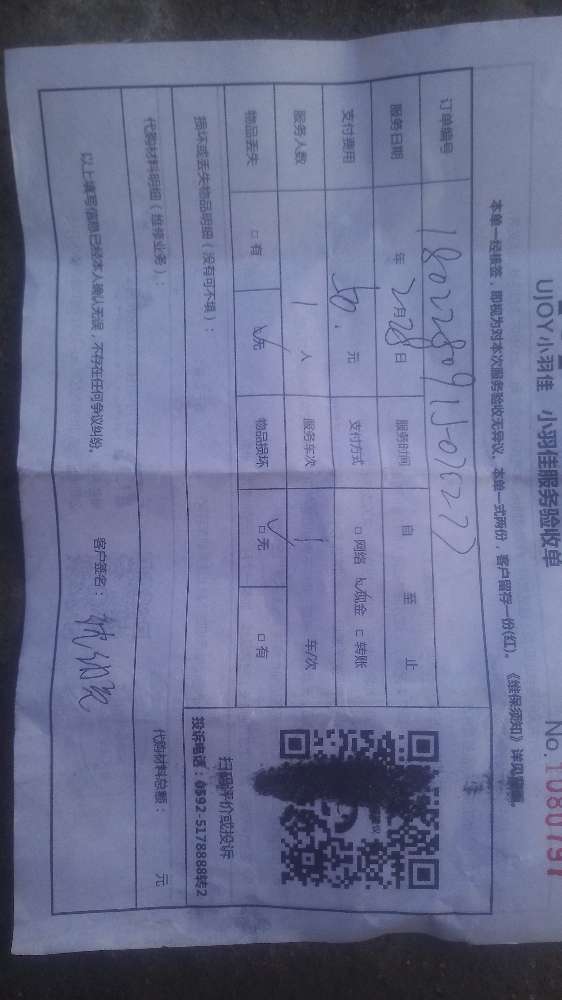 UJOY小羽佳 小羽佳服务验收单
No.1080797
本单一经接签,即视为对本次服务验收无异议。本单一式两份,客户留存一份(红)。《维保须知》详见
订单编号
服务日期 年 2月28日 服务时间 自 至 止
支付费用 元 支付方式 □网络 ☑现金 □转账
服务人数 1人 服务车次 1 车/次
物品丢失 □有 ☑无 物品损坏 ☑无 □有
损坏或丢失物品明细(没有可不填):
扫码评价或投诉
投诉电话:0592-5178888转2
代购材料明细(维修业务): 代购材料总额: 元
以上填写信息已经本人确认无误,不存在任何争议纠纷。 客户签名: